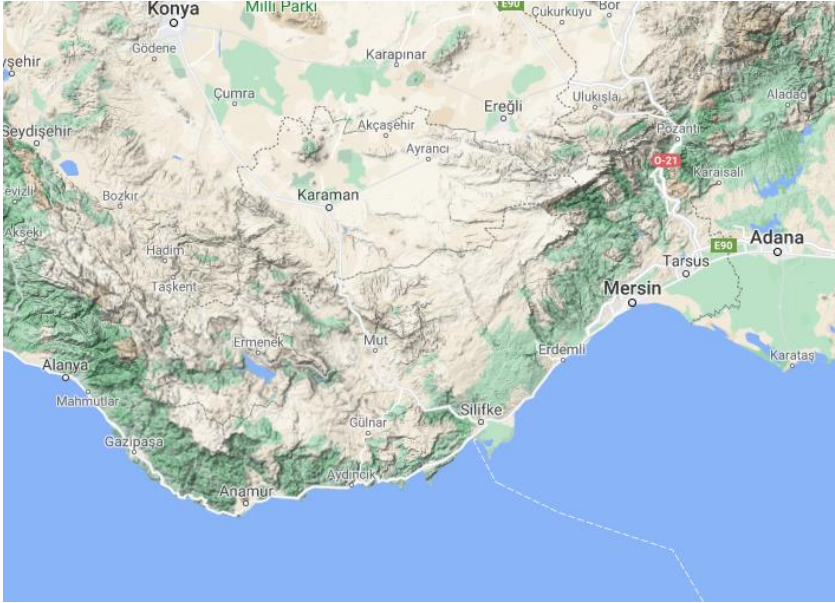 Konya
Milli Parkı
E90
Çukurkuyu
Bor
Gödene
Karapınar
Çumra
Ereğli
Ulukışla
Aladağ
Akçaşehir
Pozantı
Seydişehir
Ayrancı
O-21
Karaisalı
Karaman
Bozkır
Akseki
Hadim
E90
Adana
Taşkent
Tarsus
Mersin
Mut
Ermenek
Erdemli
Karataş
Alanya
Mahmutlar
Silifke
Gülnar
Gazipaşa
Aydıncık
Anamur